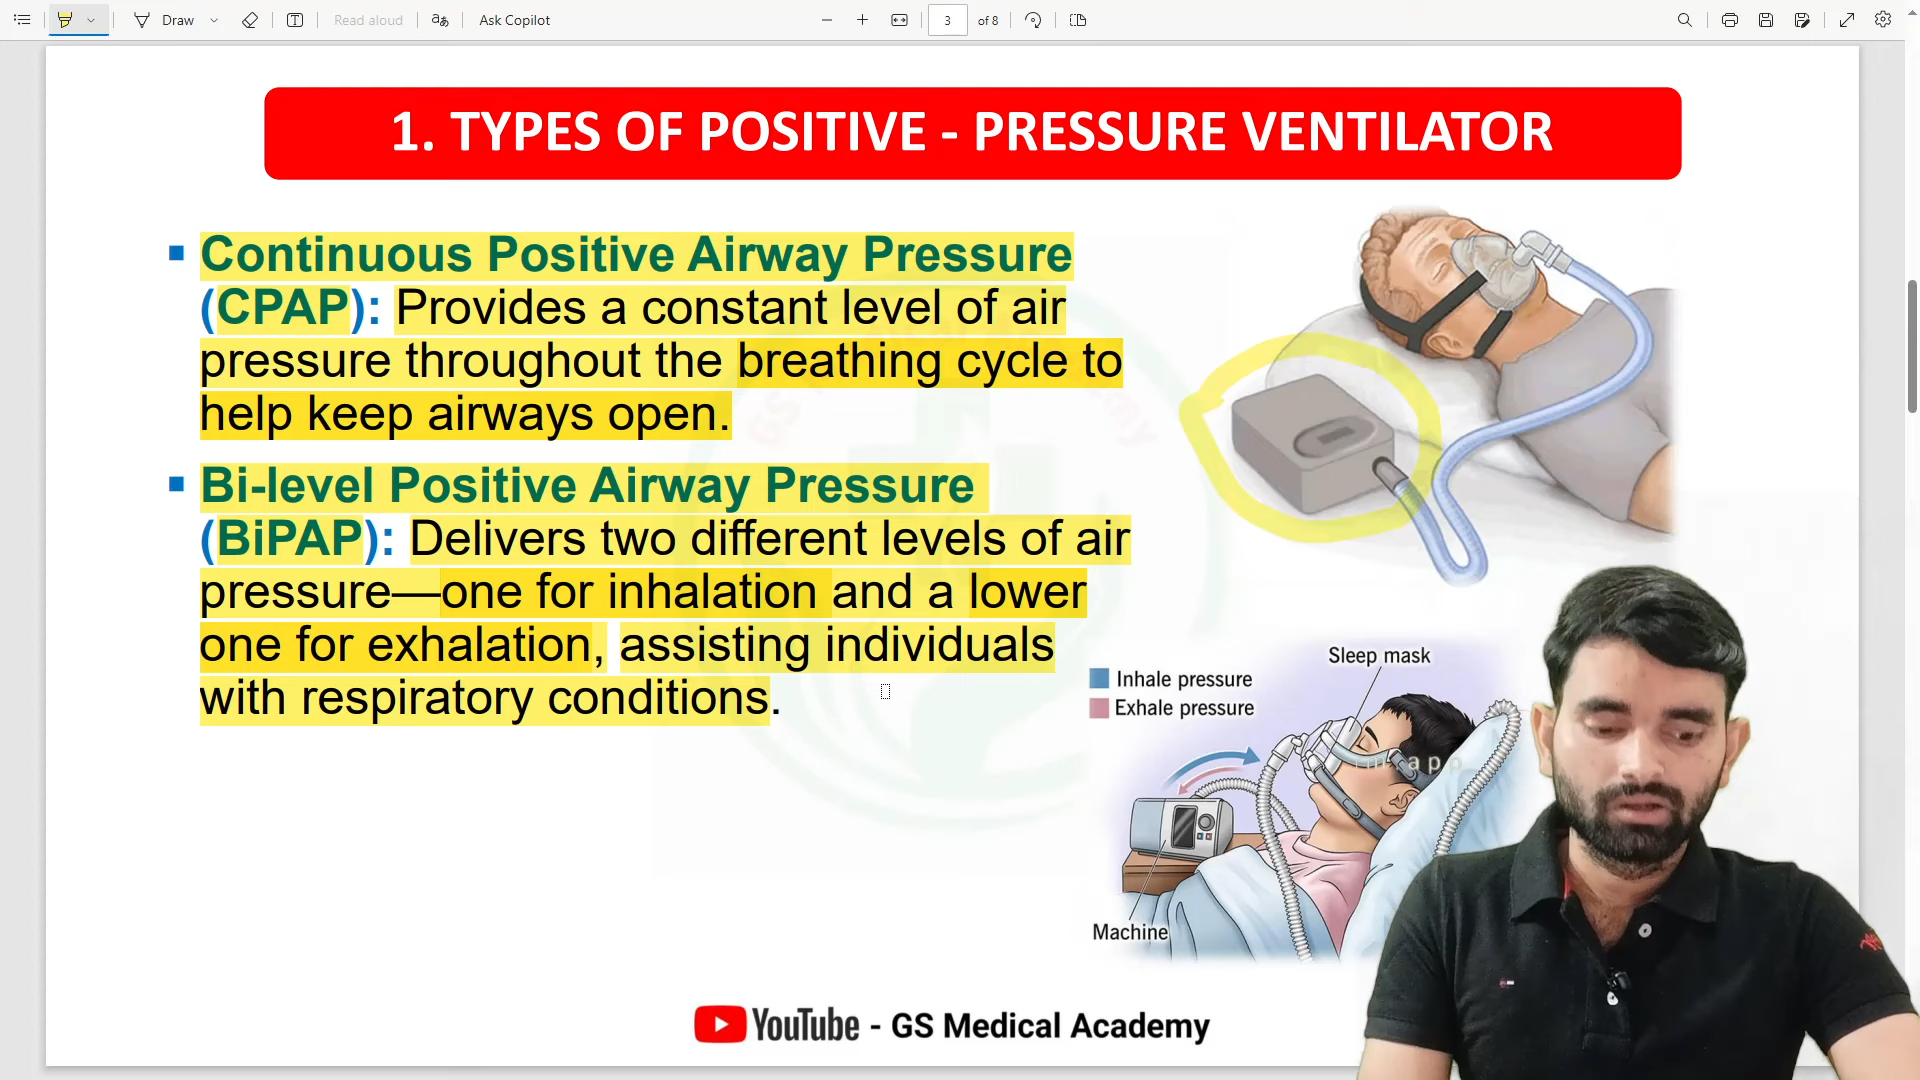 Draw
Read aloud
aあ
Ask Copilot
3
of 8
1. TYPES OF POSITIVE - PRESSURE VENTILATOR
▪ Continuous Positive Airway Pressure
(CPAP): Provides a constant level of air
pressure throughout the breathing cycle to
help keep airways open.
▪ Bi-level Positive Airway Pressure
(BiPAP): Delivers two different levels of air
pressure—one for inhalation and a lower
one for exhalation, assisting individuals
with respiratory conditions.
Sleep mask
Inhale pressure
Exhale pressure
Machine
YouTube - GS Medical Academy